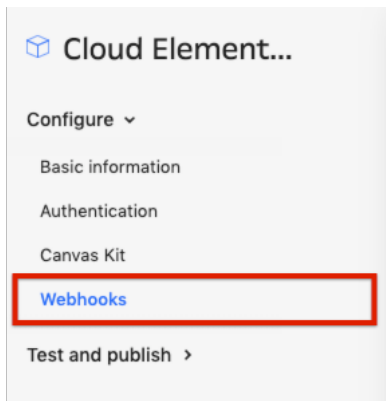 Cloud Element...
Configure
Basic information
Authentication
Canvas Kit
Webhooks
Test and publish